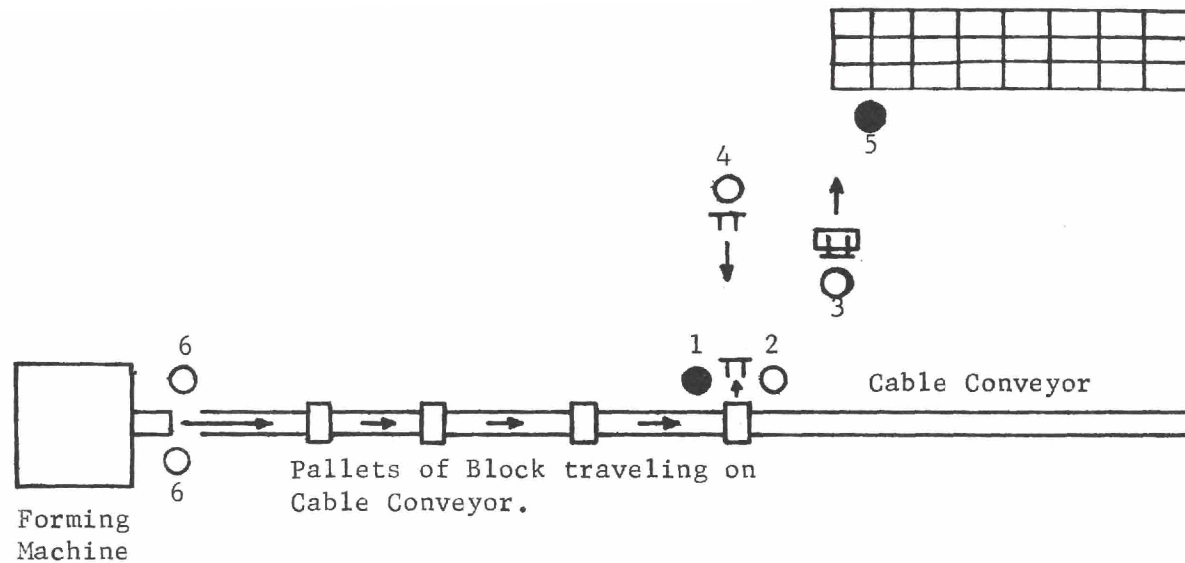 5
4
3
6
1
2
Cable Conveyor
6
Pallets of Block traveling on
Cable Conveyor.
Forming
Machine